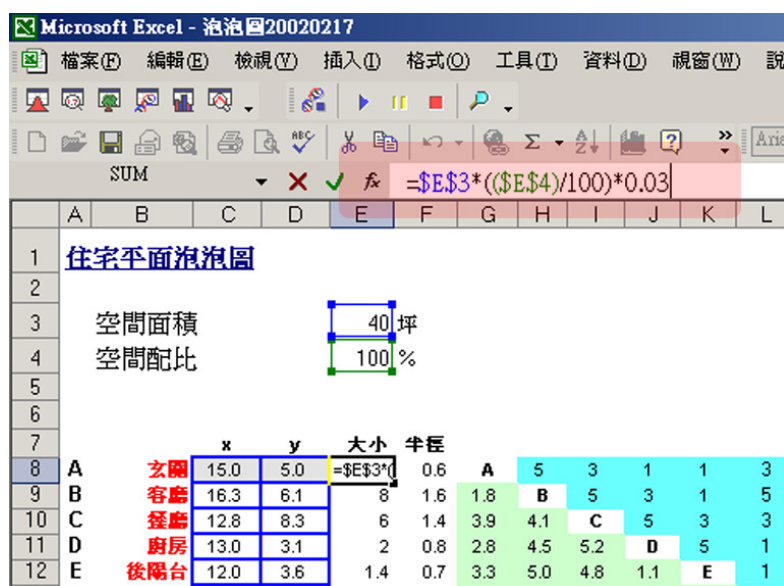 Microsoft Excel - 泡泡圖20020217
檔案(F) 編輯(E) 檢視(V) 插入(I) 格式(O) 工具(T) 資料(D) 視窗(W) 說
ABC Σ A Z ? » Aria
SUM fx =$E$3*(($E$4)/100)*0.03
A B C D E F G H I J K L
1 住宅平面泡泡圖
2
3 空間面積 40 坪
4 空間配比 100 %
5
6
7 x y 大小 半徑
8 A 玄關 15.0 5.0 =$E$3*( 0.6 A 5 3 1 1 3
9 B 客廳 16.3 6.1 8 1.6 1.8 B 5 3 1 5
10 C 餐廳 12.8 8.3 6 1.4 3.9 4.1 C 5 3 3
11 D 廚房 13.0 3.1 2 0.8 2.8 4.5 5.2 D 5 1
12 E 後陽台 12.0 3.6 1.4 0.7 3.3 5.0 4.8 1.1 E 1